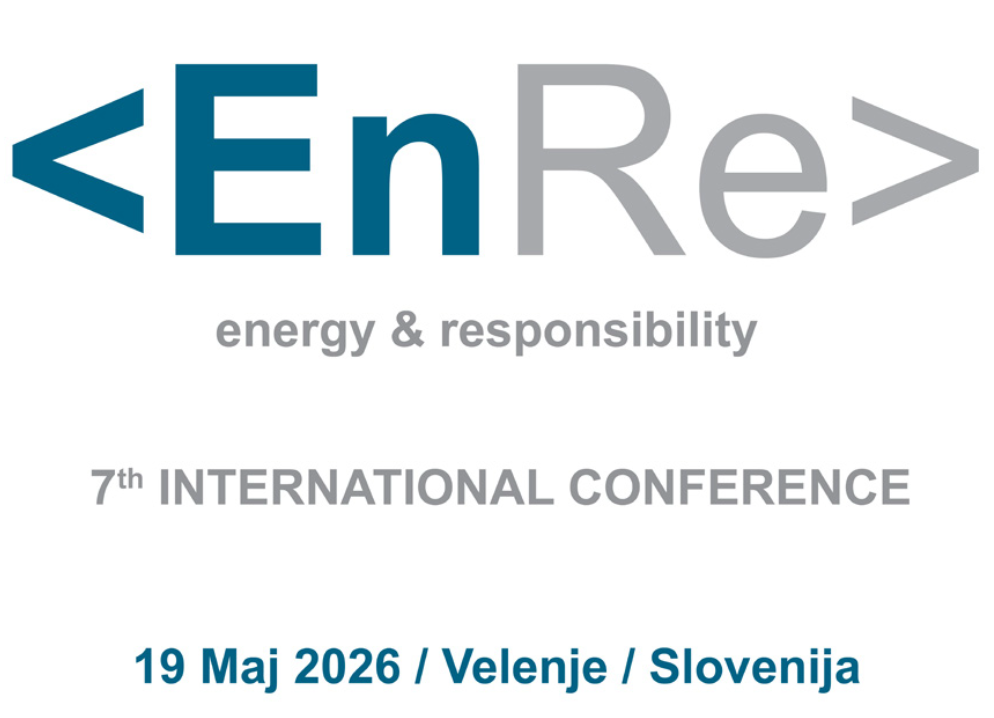 <EnRe>
energy & responsibility
7th INTERNATIONAL CONFERENCE
19 Maj 2026 / Velenje / Slovenija